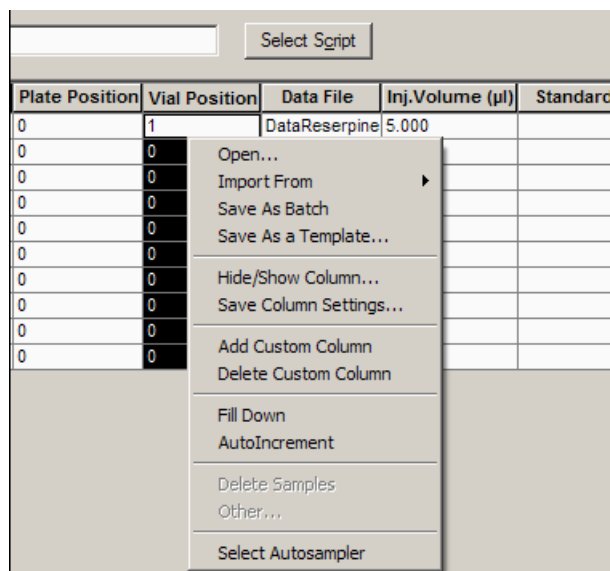 Select Script
Plate Position Vial Position Data File Inj.Volume (µl) Standard
0 1 DataReserpine 5.000
0 0
0 0
0 0
0 0
0 0
0 0
0 0
0 0
0 0
Open...
Import From
Save As Batch
Save As a Template...
Hide/Show Column...
Save Column Settings...
Add Custom Column
Delete Custom Column
Fill Down
AutoIncrement
Delete Samples
Other...
Select Autosampler